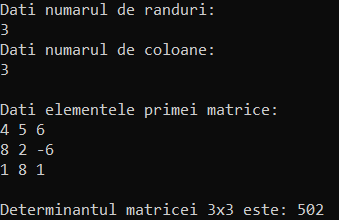 Dati numarul de randuri:
3
Dati numarul de coloane:
3
Dati elementele primei matrice:
4 5 6
8 2 -6
1 8 1
Determinantul matricei 3x3 este: 502